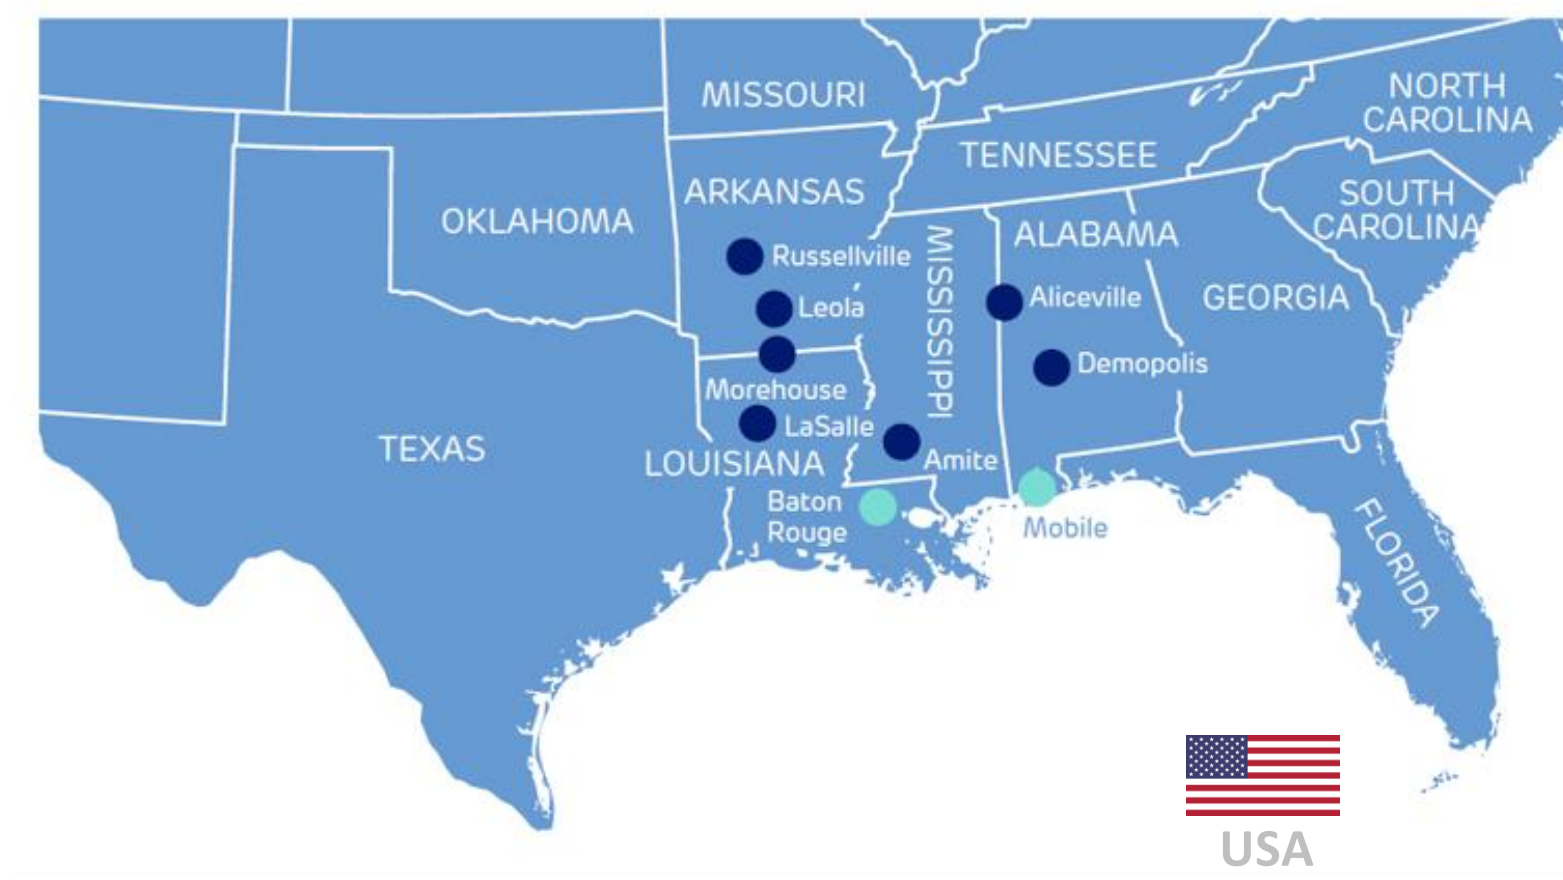 MISSOURI
NORTH
CAROLINA
TENNESSEE
ARKANSAS
SOUTH
CAROLINA
OKLAHOMA
MISSISSIPPI
ALABAMA
Russellville
Aliceville
GEORGIA
Leola
Demopolis
Morehouse
LaSalle
TEXAS
LOUISIANA
Amite
Baton
Rouge
Mobile
FLORIDA
USA